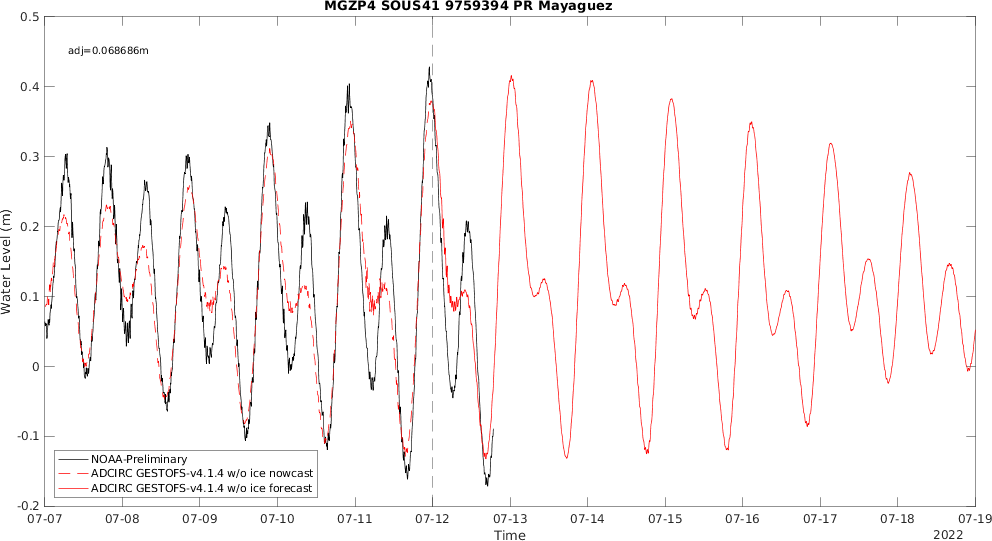 MGZP4 SOUS41 9759394 PR Mayaguez
adj=0.068686m
0.5
0.4
0.3
0.2
0.1
0
-0.1
-0.2
Water Level (m)
NOAA-Preliminary
ADCIRC GESTOFS-v4.1.4 w/o ice nowcast
ADCIRC GESTOFS-v4.1.4 w/o ice forecast
07-07 07-08 07-09 07-10 07-11 07-12 07-13 07-14 07-15 07-16 07-17 07-18 07-19
Time
2022